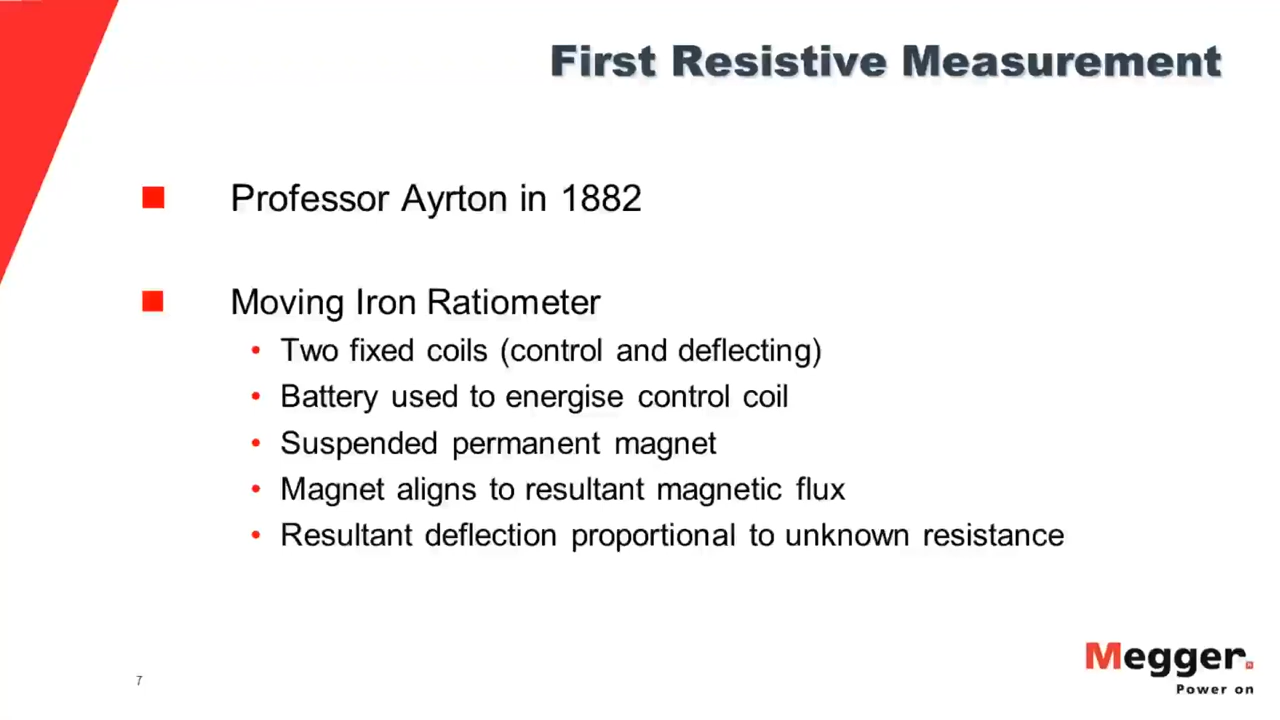 First Resistive Measurement
Professor Ayrton in 1882
Moving Iron Ratiometer
• Two fixed coils (control and deflecting)
• Battery used to energise control coil
• Suspended permanent magnet
• Magnet aligns to resultant magnetic flux
• Resultant deflection proportional to unknown resistance
7
Megger.
Power on